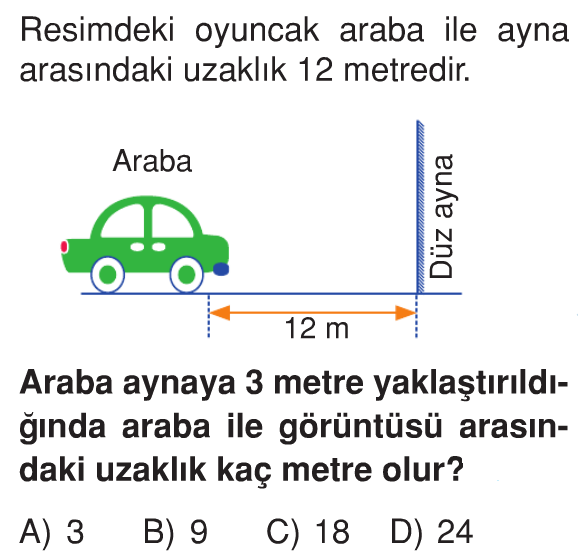 Resimdeki oyuncak araba ile ayna
arasındaki uzaklık 12 metredir.
Araba
Düz ayna
12 m
Araba aynaya 3 metre yaklaştırıldı-
ğında araba ile görüntüsü arasın-
daki uzaklık kaç metre olur?
A) 3 B) 9 C) 18 D) 24